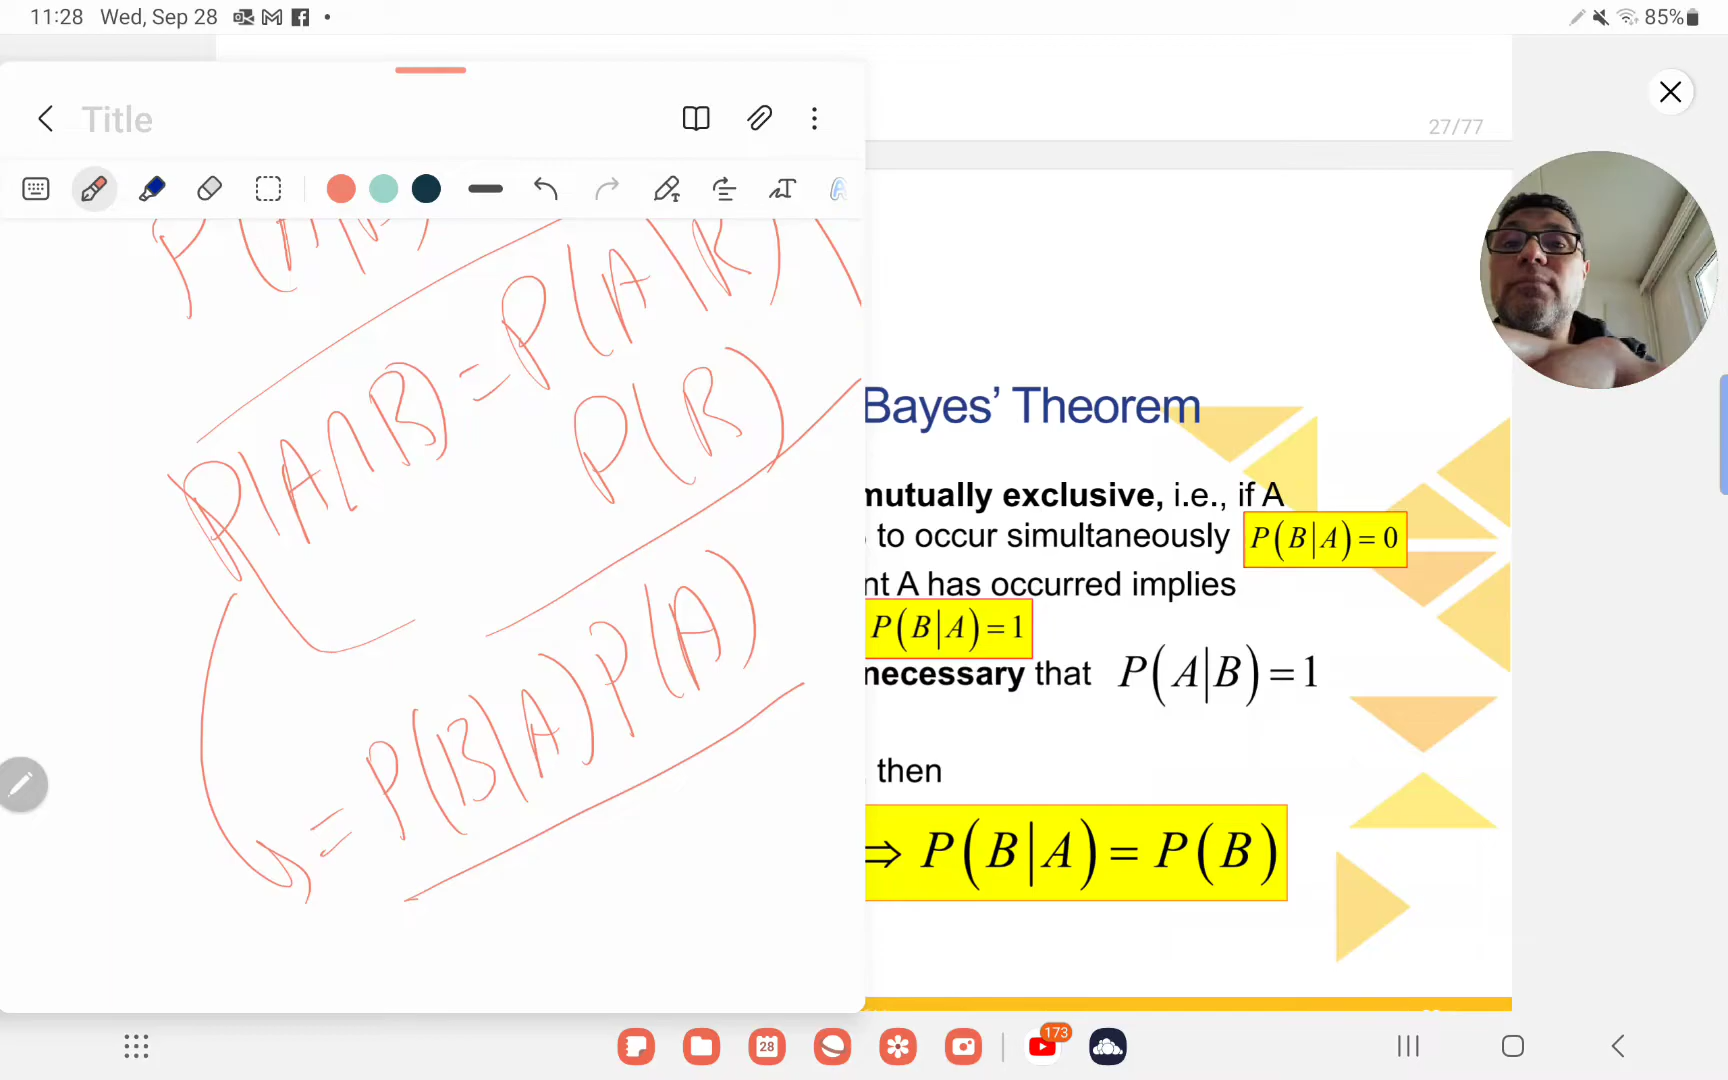 11:28 Wed, Sep 28
85%
Title
27/77
P(A∩B) = P(A|B)
P(B)
= P(B|A) P(A)
Bayes’ Theorem
mutually exclusive, i.e., if A
to occur simultaneously P(B|A) = 0
nt A has occurred implies
P(B|A) = 1
necessary that P(A|B) = 1
then
⇒ P(B|A) = P(B)
28
173